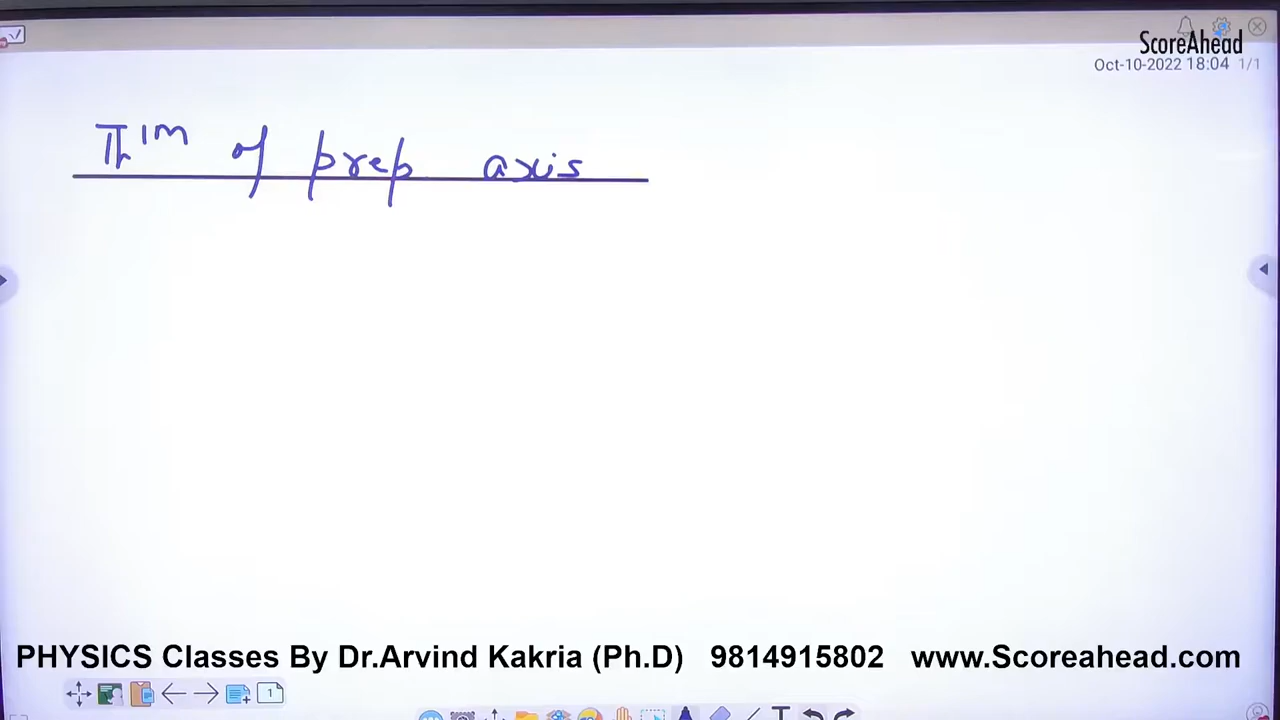 ScoreAhead
Oct-10-2022 18:04 1/1
Th^m of prep axis
PHYSICS Classes By Dr.Arvind Kakria (Ph.D) 9814915802 www.Scoreahead.com
1
T